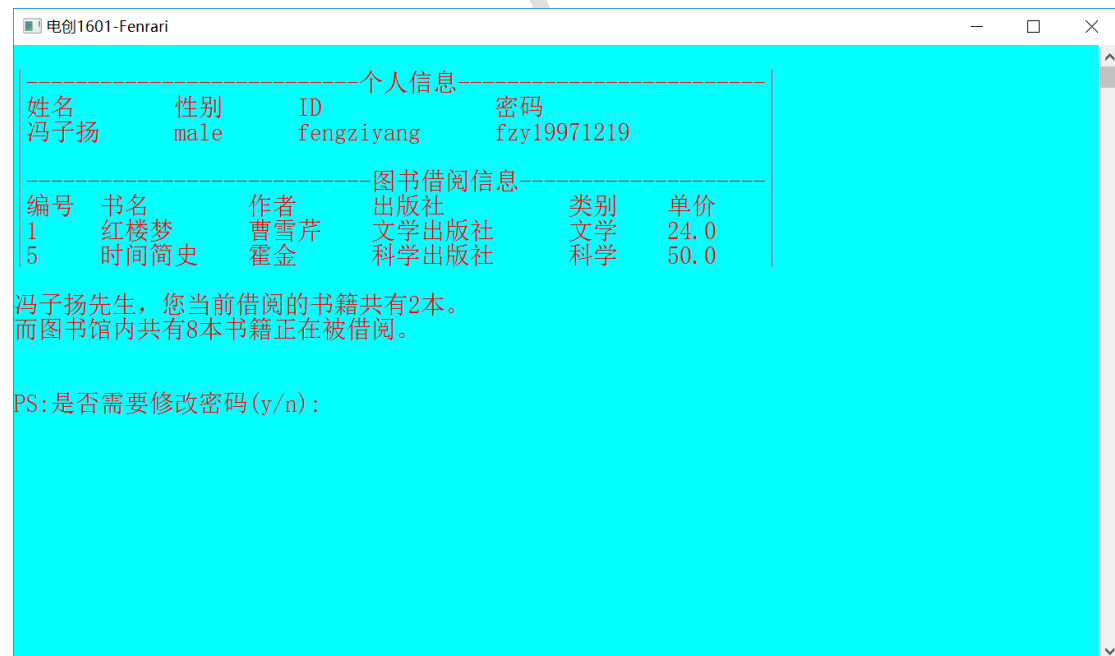 电创1601-Fenrari
|---------------------------个人信息-------------------------|
姓名 性别 ID 密码
冯子扬 male fengziyang fzy19971219
----------------------------图书借阅信息--------------------
编号 书名 作者 出版社 类别 单价
1 红楼梦 曹雪芹 文学出版社 文学 24.0
5 时间简史 霍金 科学出版社 科学 50.0
冯子扬先生，您当前借阅的书籍共有2本。
而图书馆内共有8本书籍正在被借阅。
PS:是否需要修改密码(y/n):